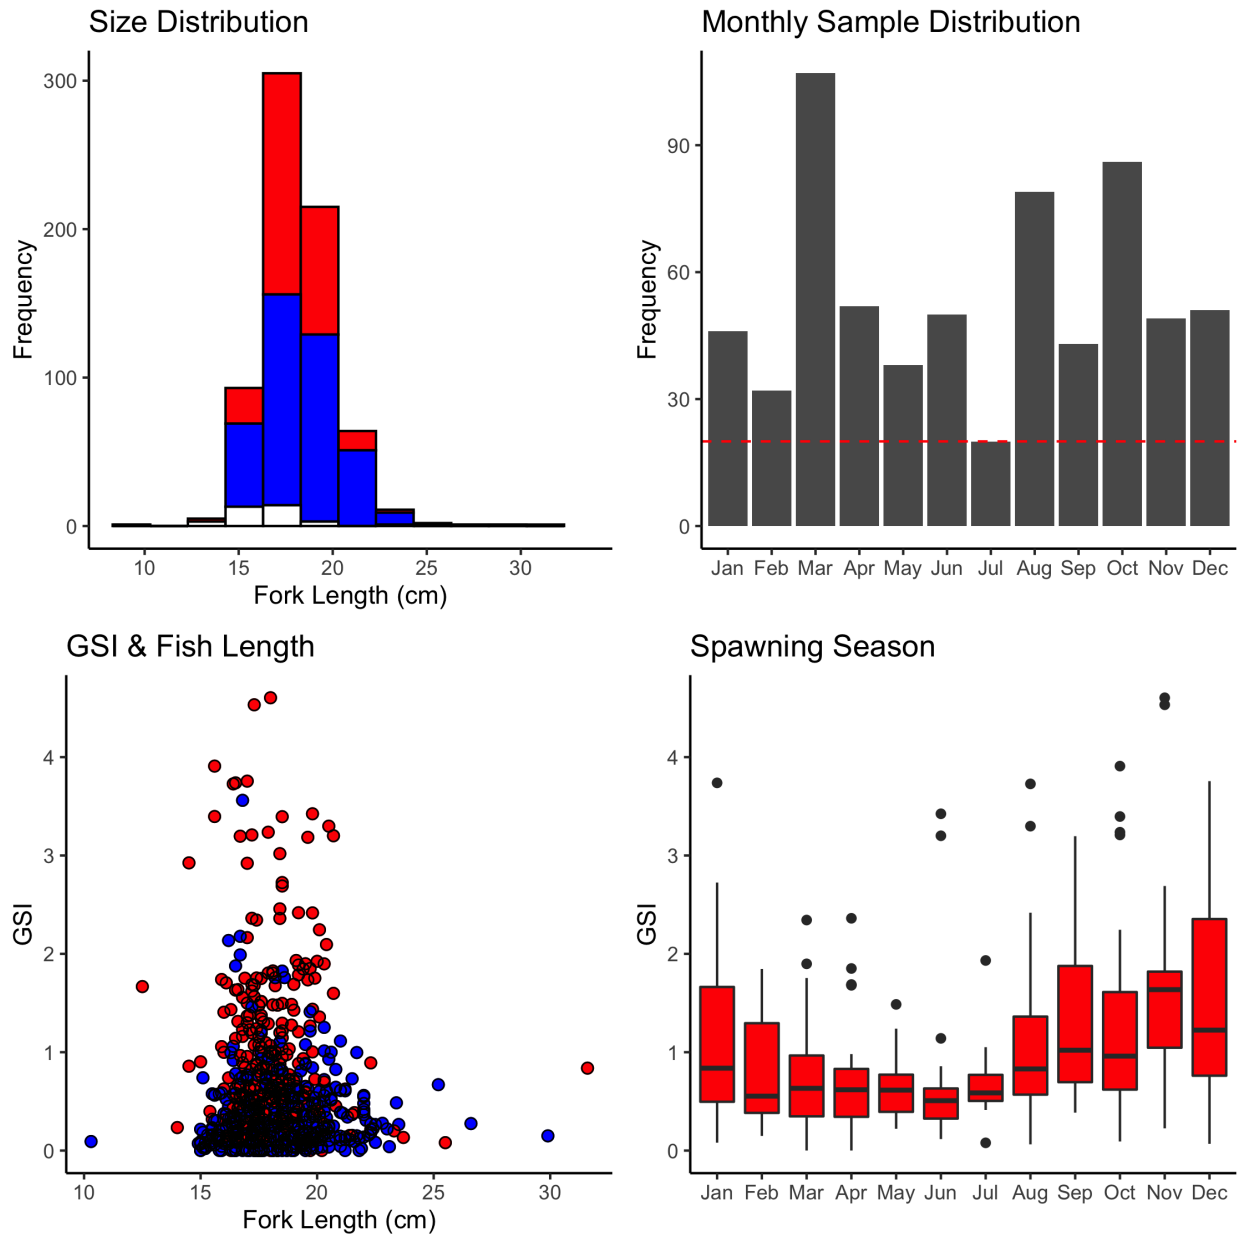 Size Distribution
300
200
100
0
Frequency
10 15 20 25 30
Fork Length (cm)
Monthly Sample Distribution
90
60
30
0
Frequency
Jan Feb Mar Apr May Jun Jul Aug Sep Oct Nov Dec
GSI & Fish Length
4
3
2
1
0
GSI
10 15 20 25 30
Fork Length (cm)
Spawning Season
4
3
2
1
0
GSI
Jan Feb Mar Apr May Jun Jul Aug Sep Oct Nov Dec